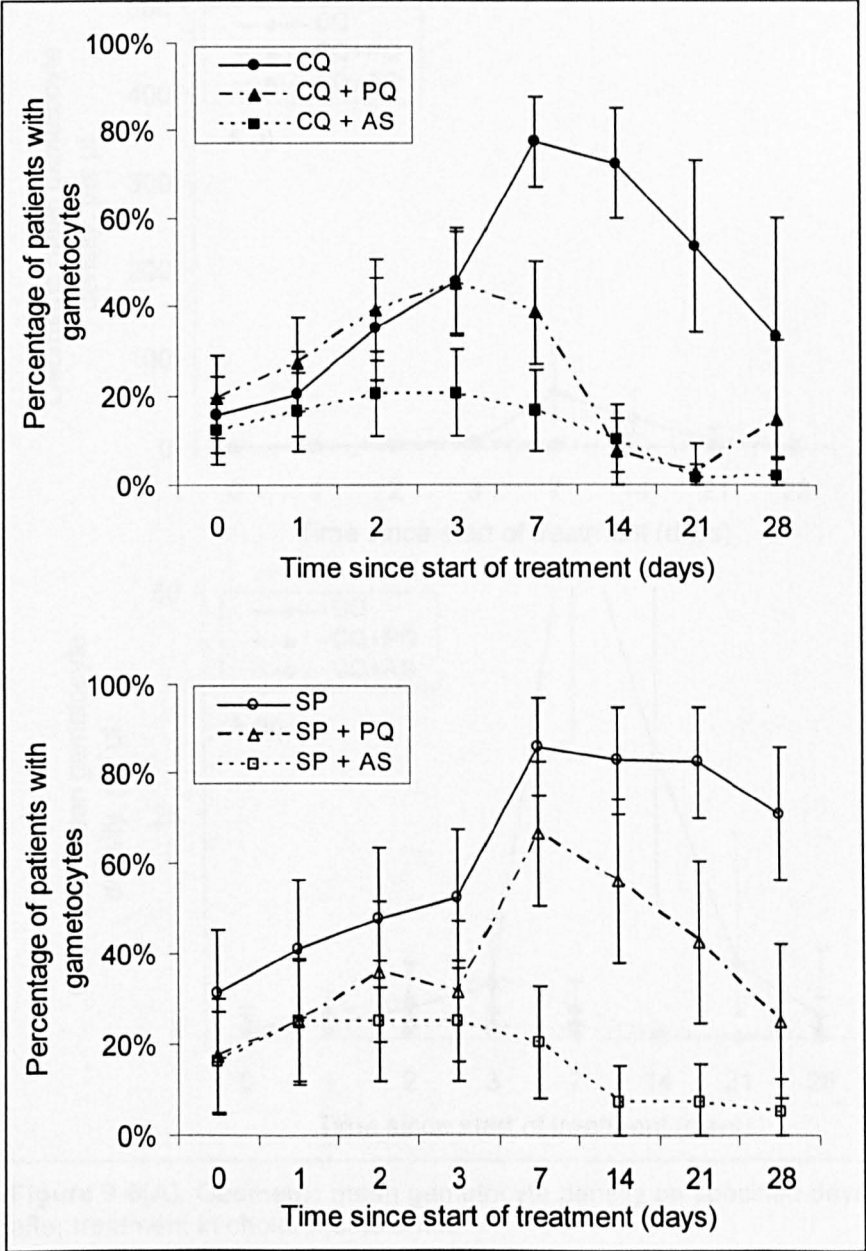 100%
80%
60%
40%
20%
0%
Percentage of patients with
gametocytes
CQ
CQ + PQ
CQ + AS
0 1 2 3 7 14 21 28
Time since start of treatment (days)
100%
80%
60%
40%
20%
0%
Percentage of patients with
gametocytes
SP
SP + PQ
SP + AS
0 1 2 3 7 14 21 28
Time since start of treatment (days)